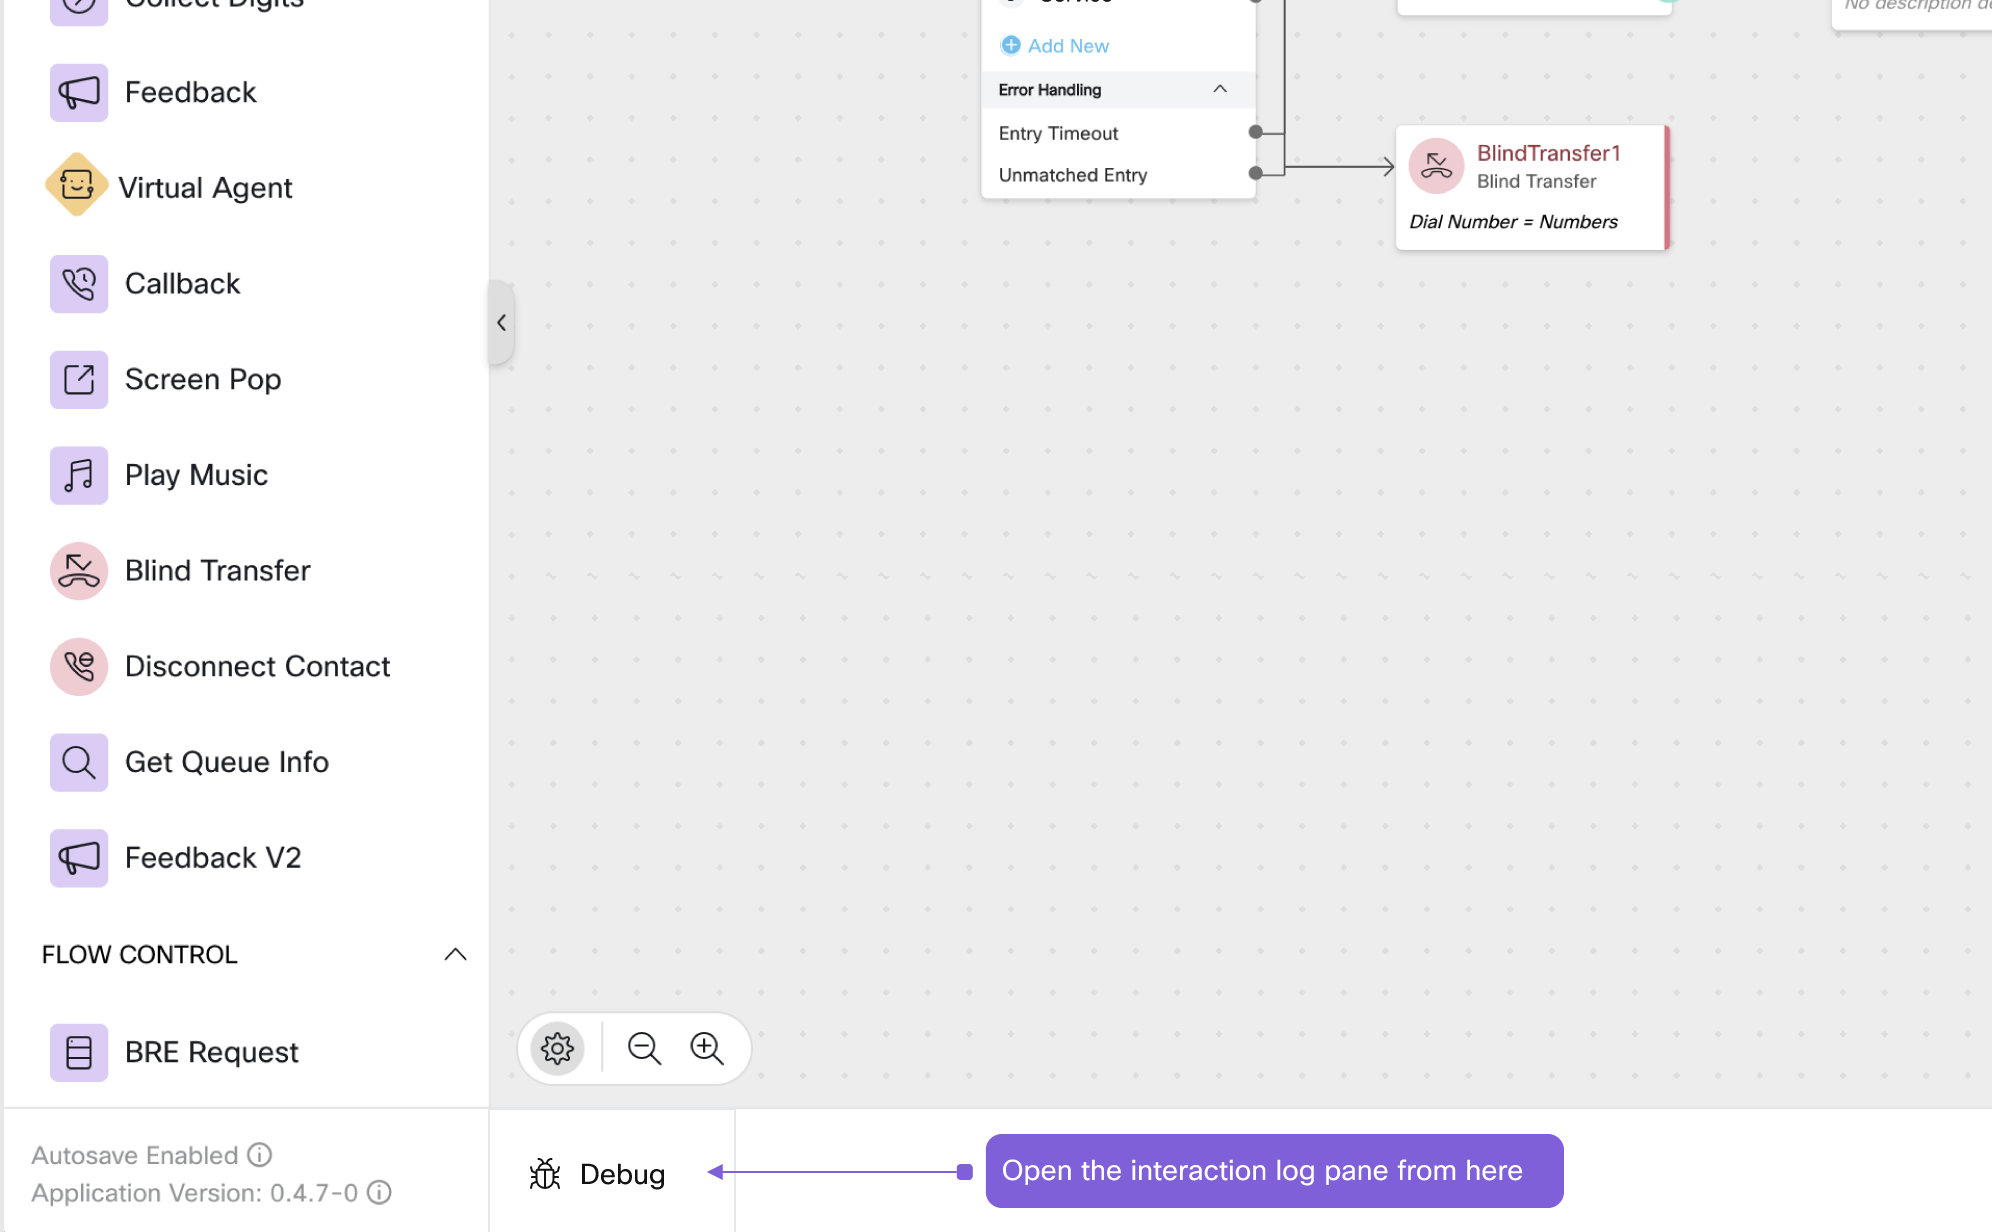 Collect Digits
Feedback
Virtual Agent
Callback
Screen Pop
Play Music
Blind Transfer
Disconnect Contact
Get Queue Info
Feedback V2
FLOW CONTROL
BRE Request
Autosave Enabled
Application Version: 0.4.7-0
Service
Add New
Error Handling
Entry Timeout
Unmatched Entry
BlindTransfer1
Blind Transfer
Dial Number = Numbers
No description de
Debug
Open the interaction log pane from here